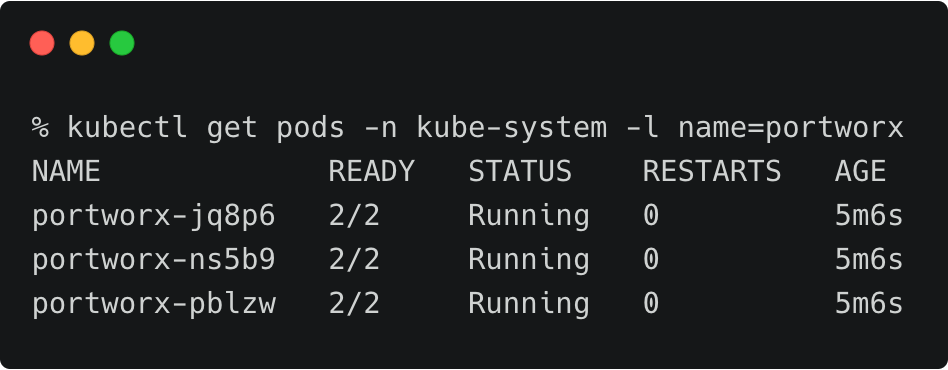 % kubectl get pods -n kube-system -l name=portworx
NAME READY STATUS RESTARTS AGE
portworx-jq8p6 2/2 Running 0 5m6s
portworx-ns5b9 2/2 Running 0 5m6s
portworx-pblzw 2/2 Running 0 5m6s